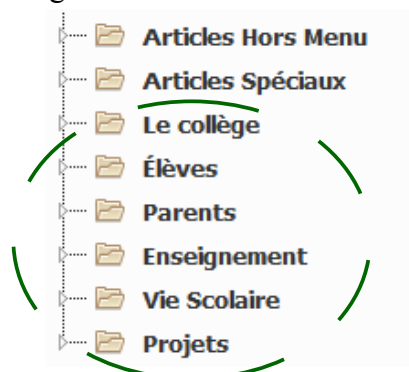 Articles Hors Menu
Articles Spéciaux
Le collège
Élèves
Parents
Enseignement
Vie Scolaire
Projets